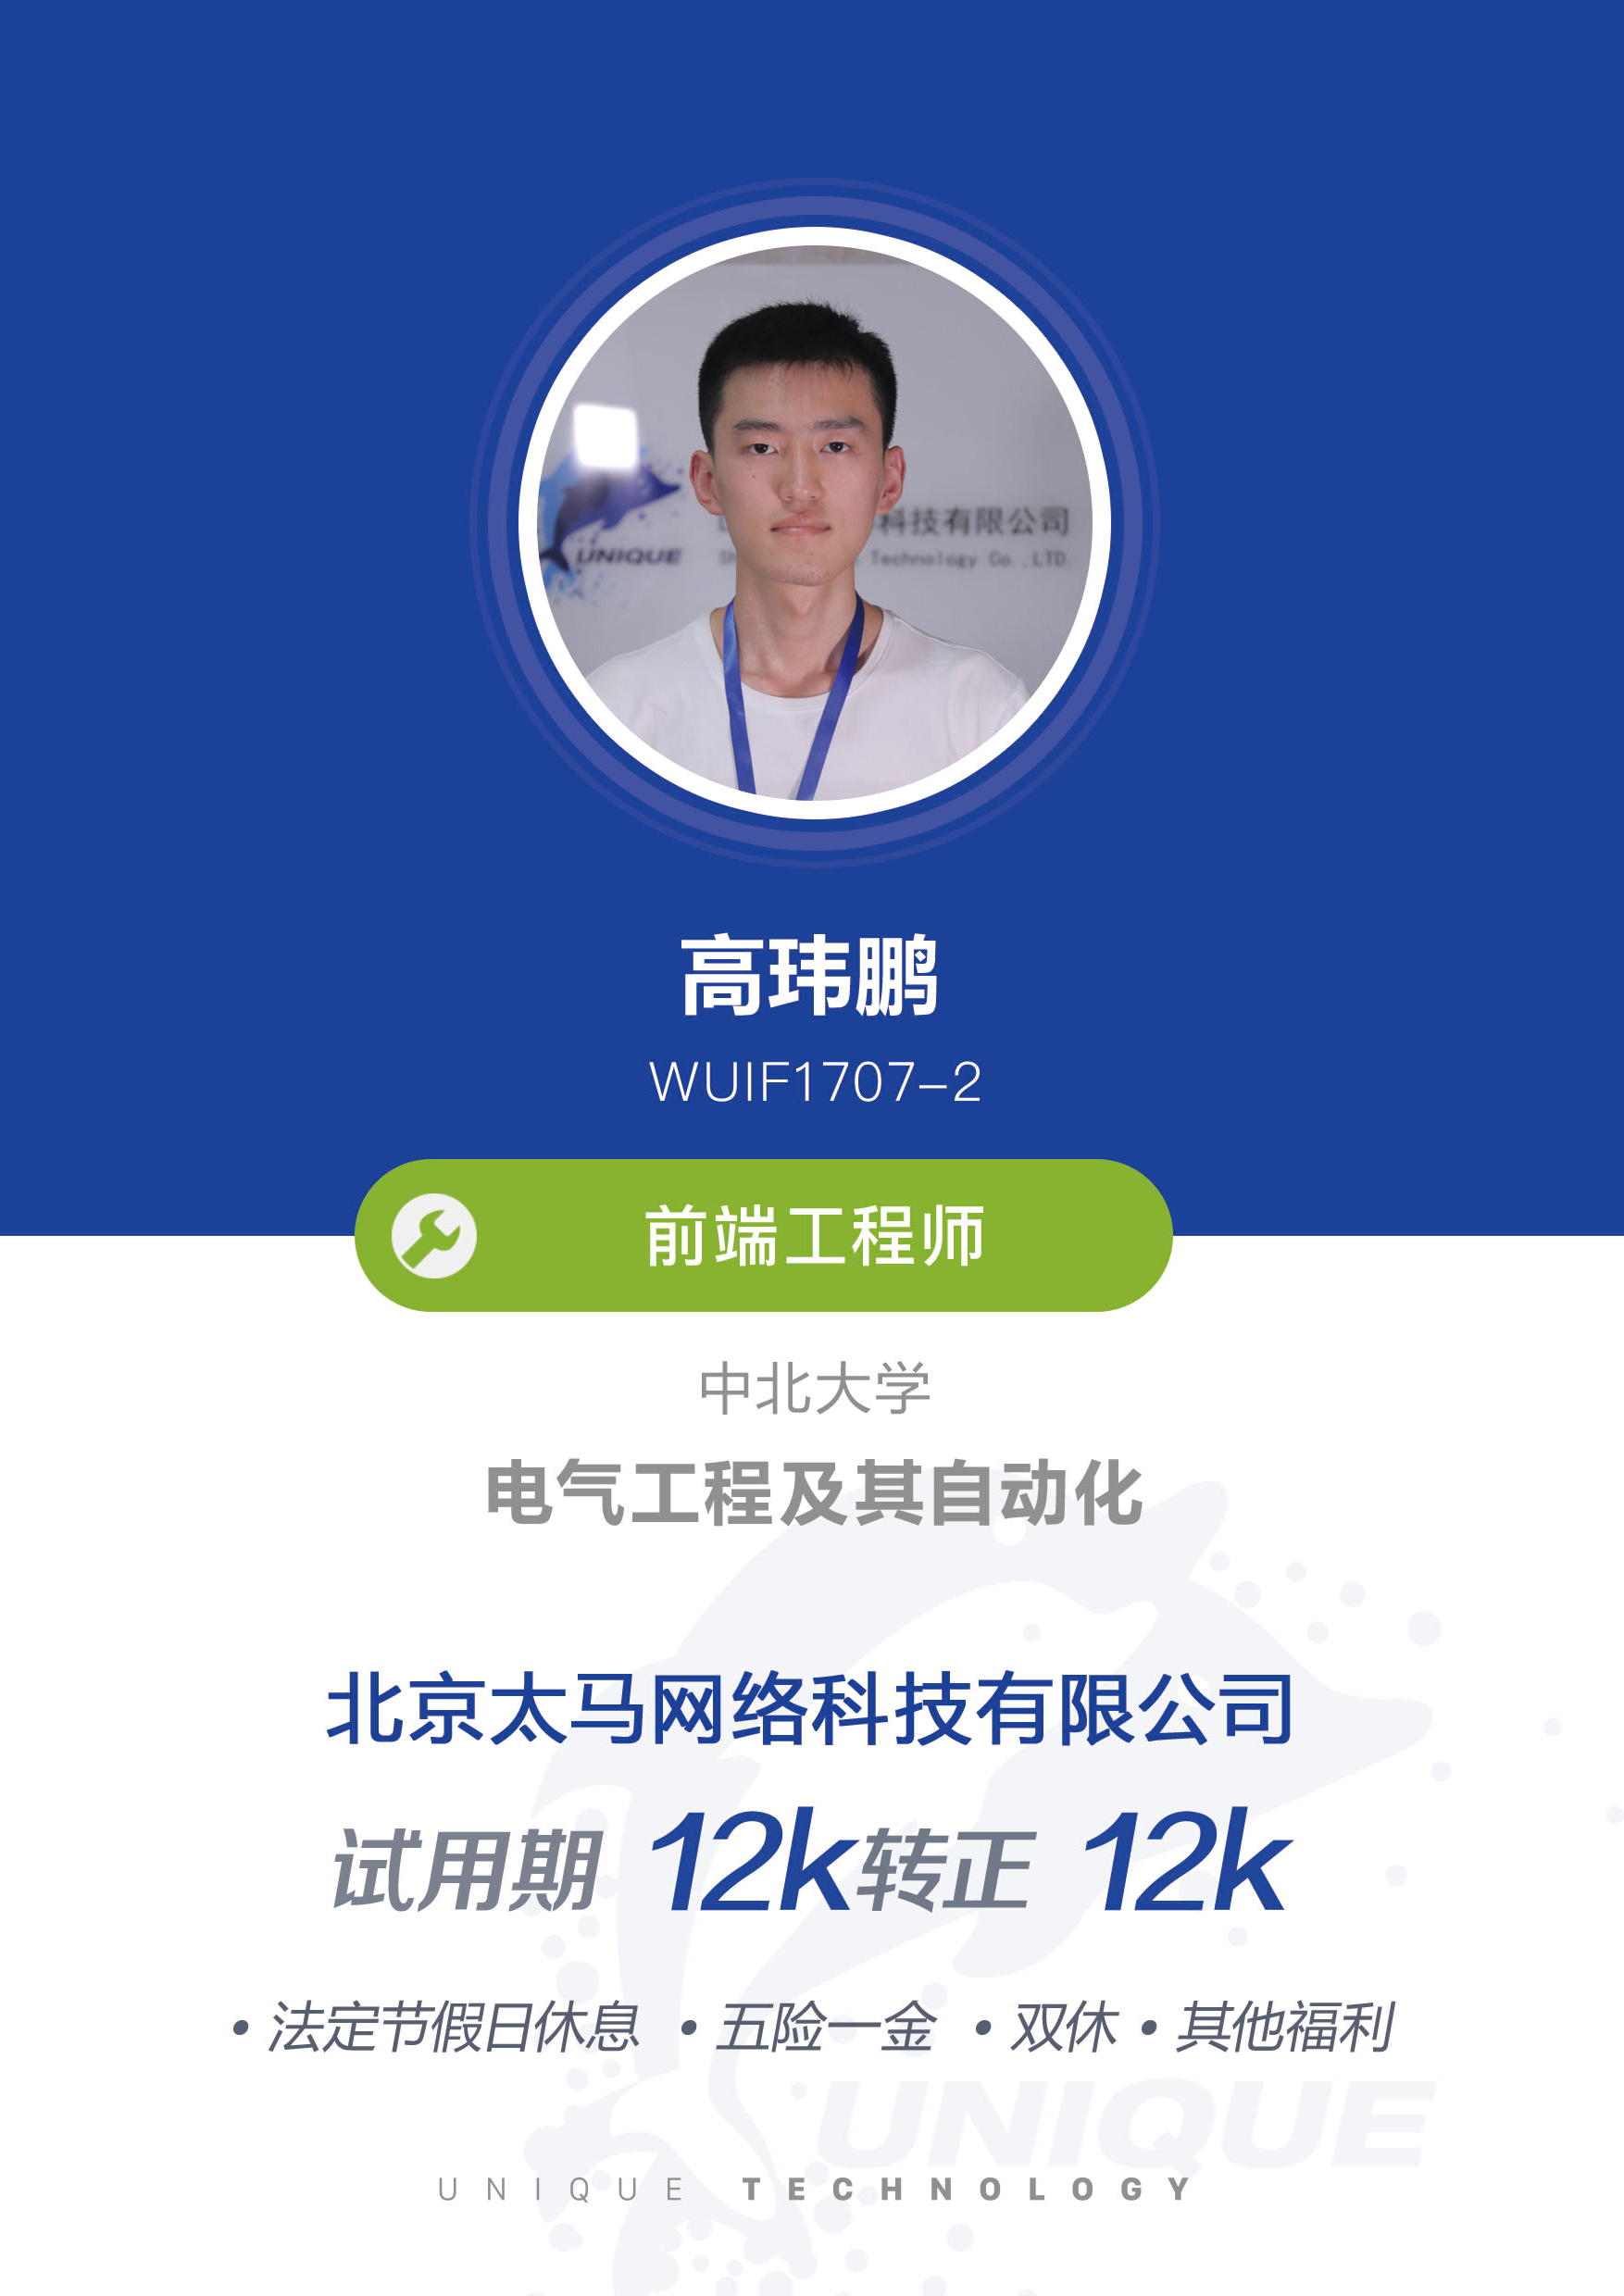 科技有限公司
UNIQUE
Technology Co.,LTD.
高玮鹏
WUIF1707-2
前端工程师
中北大学
电气工程及其自动化
北京太马网络科技有限公司
试用期 12k转正 12k
• 法定节假日休息 • 五险一金 • 双休 • 其他福利
UNIQUE
UNIQUE TECHNOLOGY